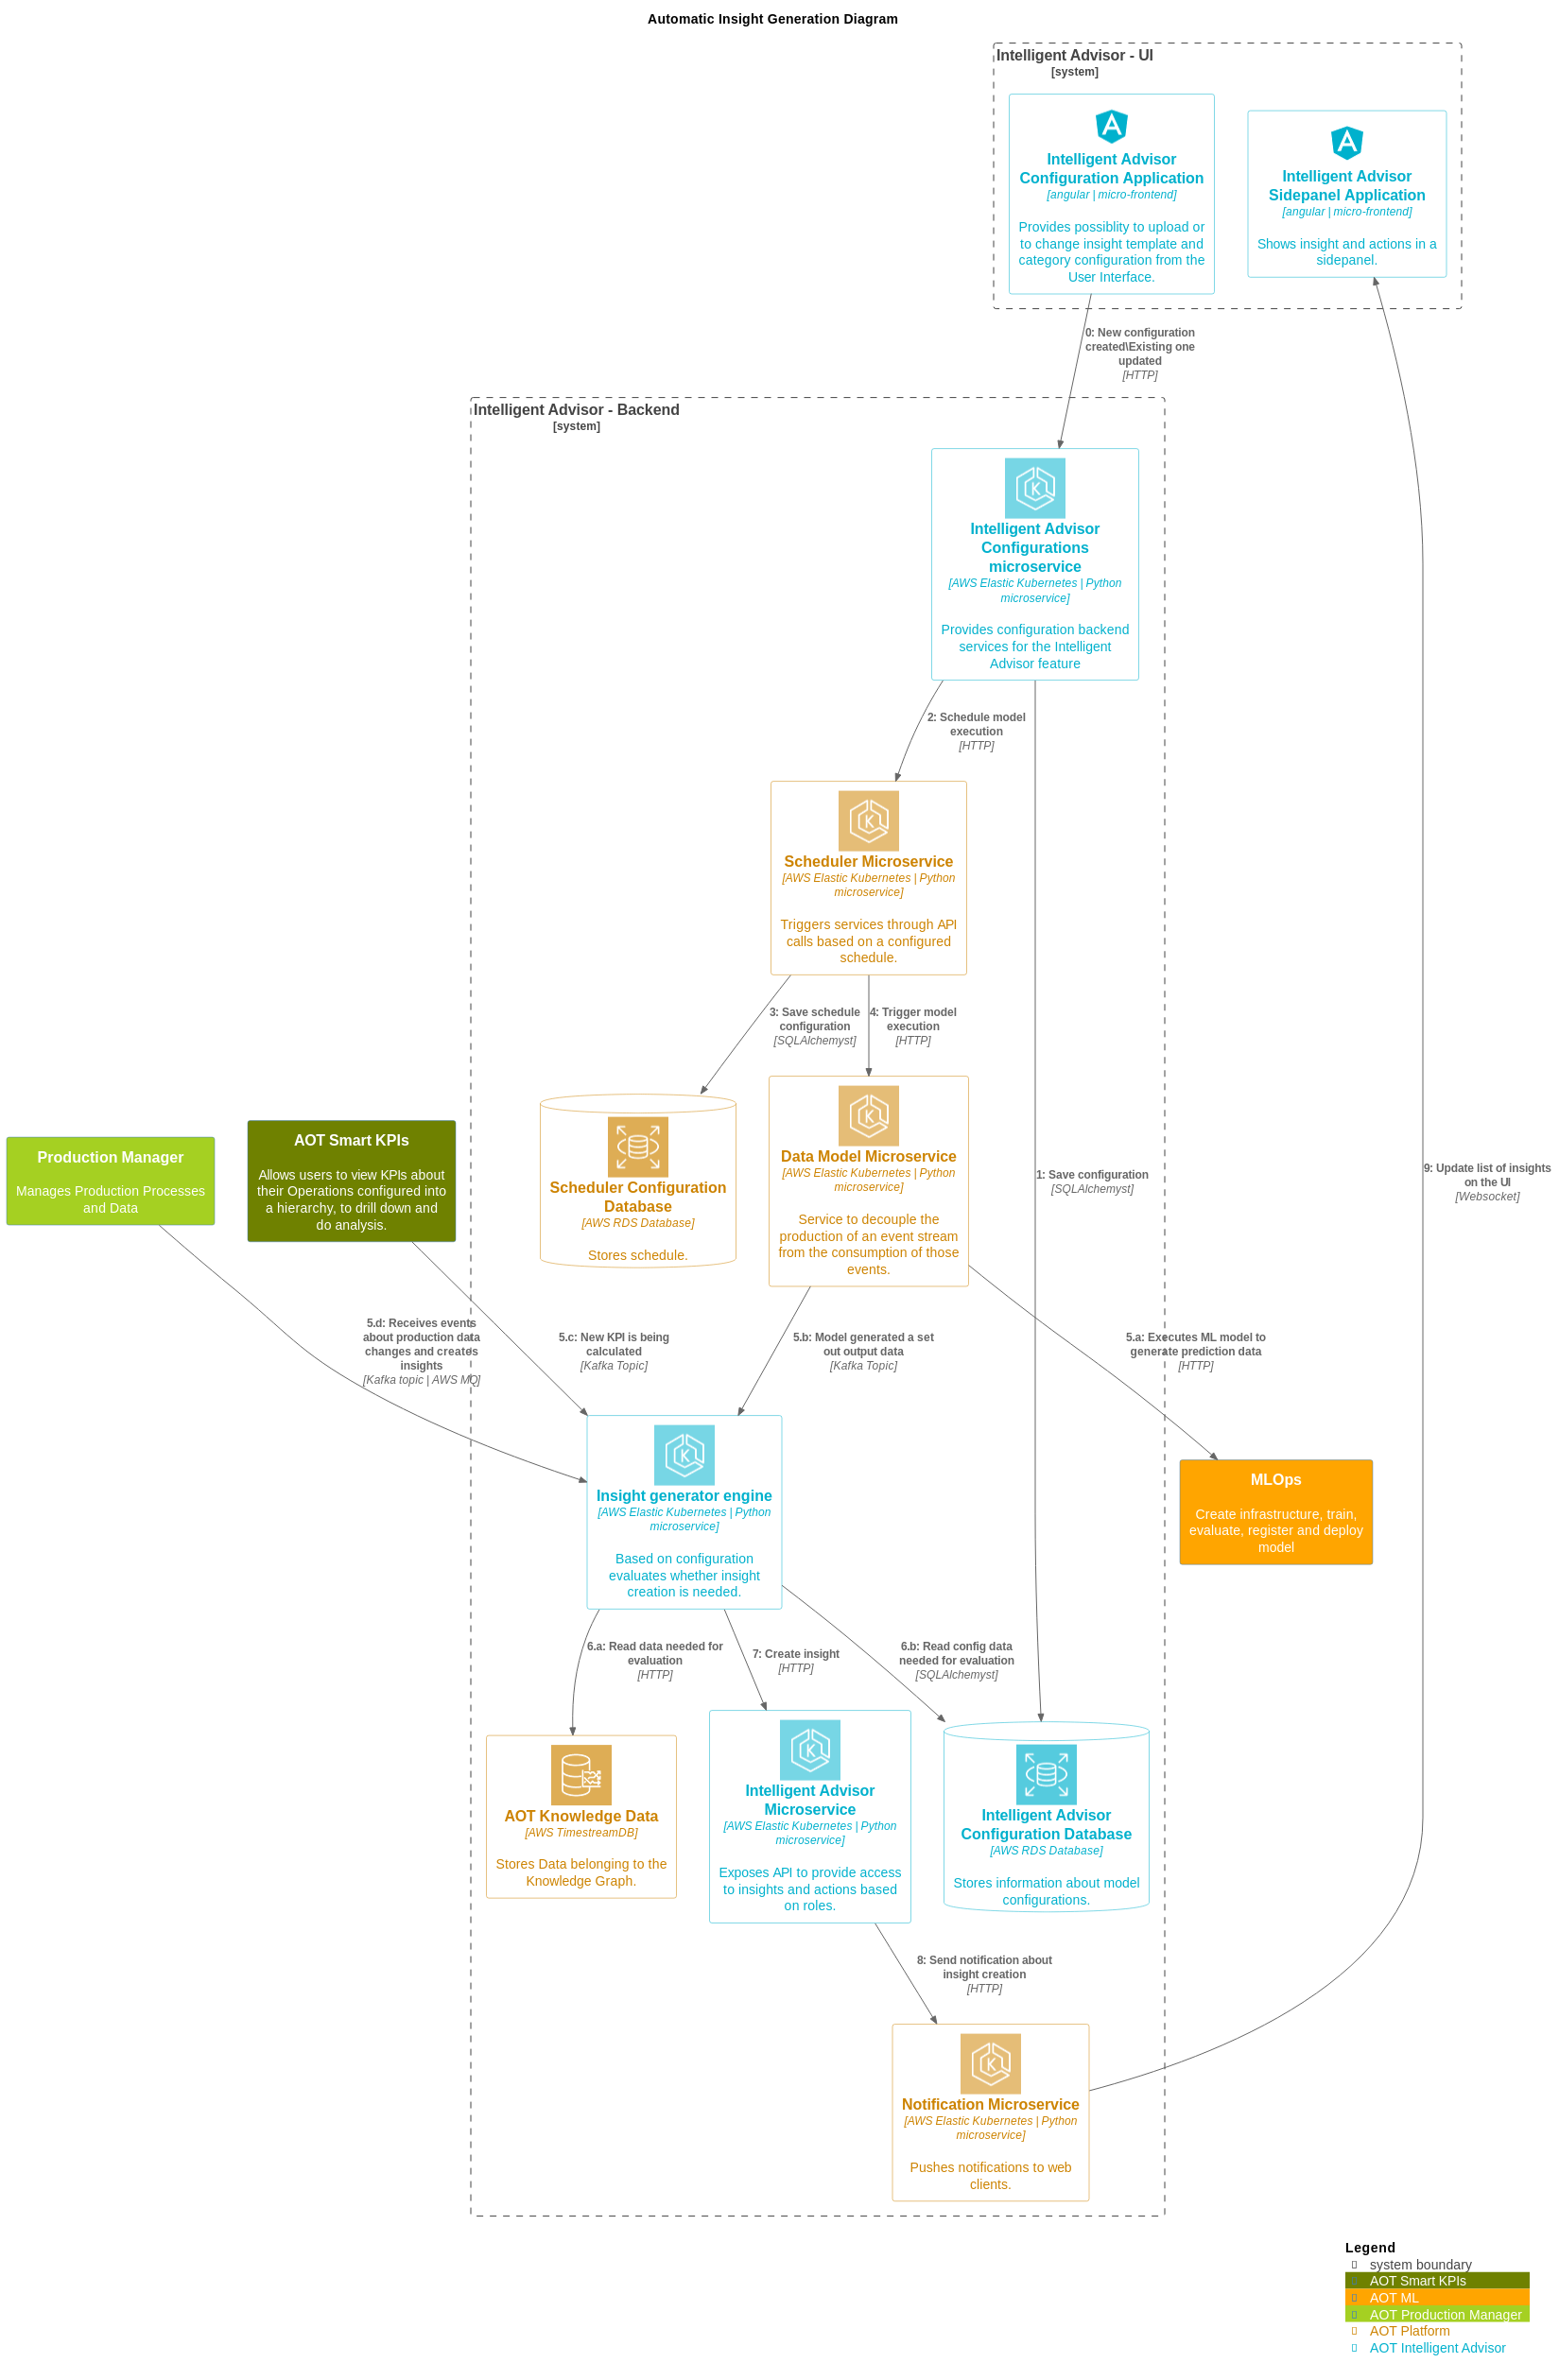 Automatic Insight Generation Diagram
Intelligent Advisor - UI
[system]
Intelligent Advisor
Configuration Application
[angular | micro-frontend]
Provides possiblity to upload or
to change insight template and
category configuration from the
User Interface.
Intelligent Advisor
Sidepanel Application
[angular | micro-frontend]
Shows insight and actions in a
sidepanel.
0: New configuration
created\Existing one
updated
[HTTP]
Intelligent Advisor - Backend
[system]
Intelligent Advisor
Configurations
microservice
[AWS Elastic Kubernetes | Python
microservice]
Provides configuration backend
services for the Intelligent
Advisor feature
2: Schedule model
execution
[HTTP]
Scheduler Microservice
[AWS Elastic Kubernetes | Python
microservice]
Triggers services through API
calls based on a configured
schedule.
3: Save schedule
configuration
[SQLAlchemyst]
4: Trigger model
execution
[HTTP]
Production Manager
Manages Production Processes
and Data
AOT Smart KPIs
Allows users to view KPIs about
their Operations configured into
a hierarchy, to drill down and
do analysis.
Scheduler Configuration
Database
[AWS RDS Database]
Stores schedule.
Data Model Microservice
[AWS Elastic Kubernetes | Python
microservice]
Service to decouple the
production of an event stream
from the consumption of those
events.
1: Save configuration
[SQLAlchemyst]
9: Update list of insights
on the UI
[Websocket]
5.d: Receives events
about production data
changes and creates
insights
[Kafka topic | AWS MQ]
5.c: New KPI is being
calculated
[Kafka Topic]
5.b: Model generated a set
out output data
[Kafka Topic]
5.a: Executes ML model to
generate prediction data
[HTTP]
Insight generator engine
[AWS Elastic Kubernetes | Python
microservice]
Based on configuration
evaluates whether insight
creation is needed.
MLOps
Create infrastructure, train,
evaluate, register and deploy
model
6.a: Read data needed for
evaluation
[HTTP]
7: Create insight
[HTTP]
6.b: Read config data
needed for evaluation
[SQLAlchemyst]
AOT Knowledge Data
[AWS TimestreamDB]
Stores Data belonging to the
Knowledge Graph.
Intelligent Advisor
Microservice
[AWS Elastic Kubernetes | Python
microservice]
Exposes API to provide access
to insights and actions based
on roles.
Intelligent Advisor
Configuration Database
[AWS RDS Database]
Stores information about model
configurations.
8: Send notification about
insight creation
[HTTP]
Notification Microservice
[AWS Elastic Kubernetes | Python
microservice]
Pushes notifications to web
clients.
Legend
system boundary
AOT Smart KPIs
AOT ML
AOT Production Manager
AOT Platform
AOT Intelligent Advisor